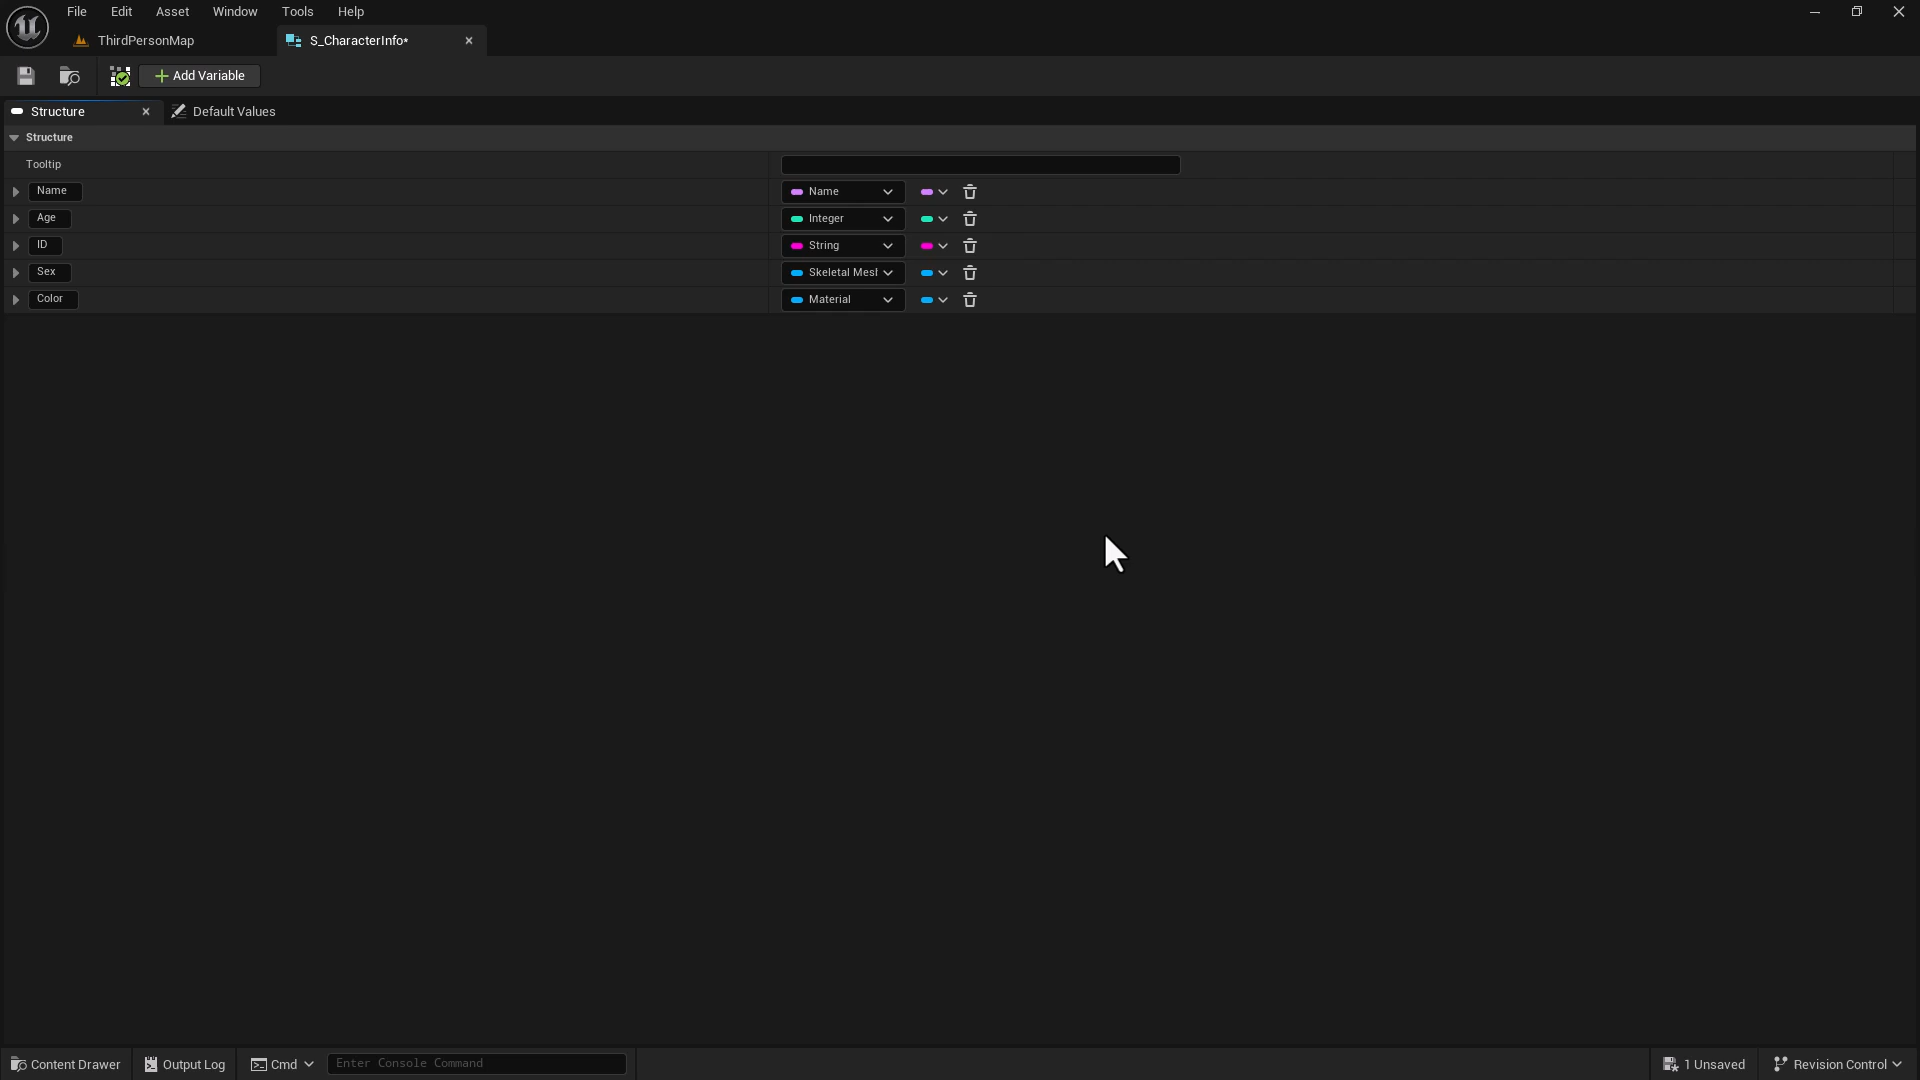 File Edit Asset Window Tools Help
ThirdPersonMap
S_CharacterInfo*
Add Variable
Structure
Default Values
Structure
Tooltip
Name Name
Age Integer
ID String
Sex Skeletal Mesh
Color Material
Content Drawer Output Log Cmd Enter Console Command 1 Unsaved Revision Control